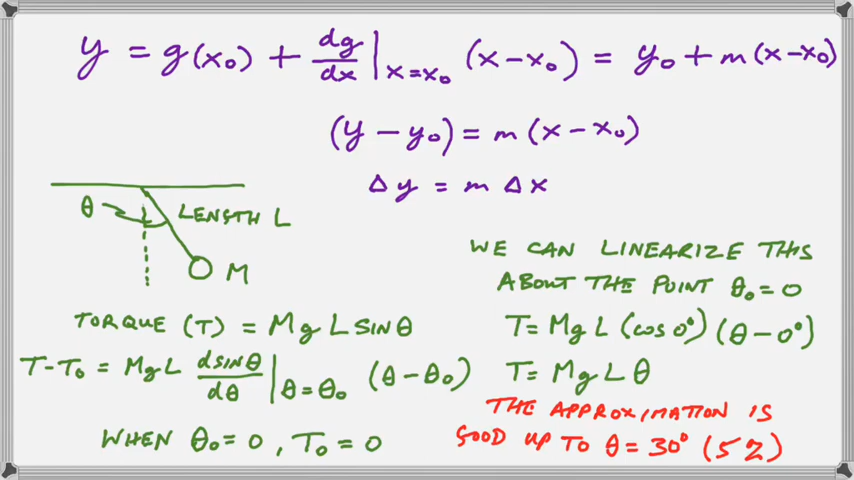 y = g(x₀) + dg/dx |x=x₀ (x-x₀) = y₀ + m(x-x₀)
(y - y₀) = m (x - x₀)
Δy = m Δx
θ
LENGTH L
M
TORQUE (T) = MgL SINθ
T-T₀ = MgL dSINθ/dθ |θ=θ₀ (θ-θ₀)
WHEN θ₀ = 0, T₀ = 0
WE CAN LINEARIZE THIS
ABOUT THE POINT θ₀ = 0
T = MgL (COS 0°) (θ - 0°)
T = MgL θ
THE APPROXIMATION IS
GOOD UP TO θ = 30° (5%)